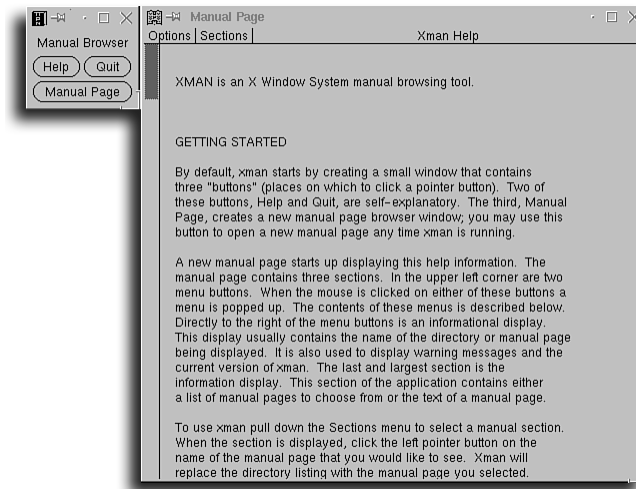 Manual Browser
Help Quit
Manual Page
Manual Page
Options Sections Xman Help
XMAN is an X Window System manual browsing tool.
GETTING STARTED
By default, xman starts by creating a small window that contains
three "buttons" (places on which to click a pointer button). Two of
these buttons, Help and Quit, are self-explanatory. The third, Manual
Page, creates a new manual page browser window; you may use this
button to open a new manual page any time xman is running.
A new manual page starts up displaying this help information. The
manual page contains three sections. In the upper left corner are two
menu buttons. When the mouse is clicked on either of these buttons a
menu is popped up. The contents of these menus is described below.
Directly to the right of the menu buttons is an informational display.
This display usually contains the name of the directory or manual page
being displayed. It is also used to display warning messages and the
current version of xman. The last and largest section is the
information display. This section of the application contains either
a list of manual pages to choose from or the text of a manual page.
To use xman pull down the Sections menu to select a manual section.
When the section is displayed, click the left pointer button on the
name of the manual page that you would like to see. Xman will
replace the directory listing with the manual page you selected.